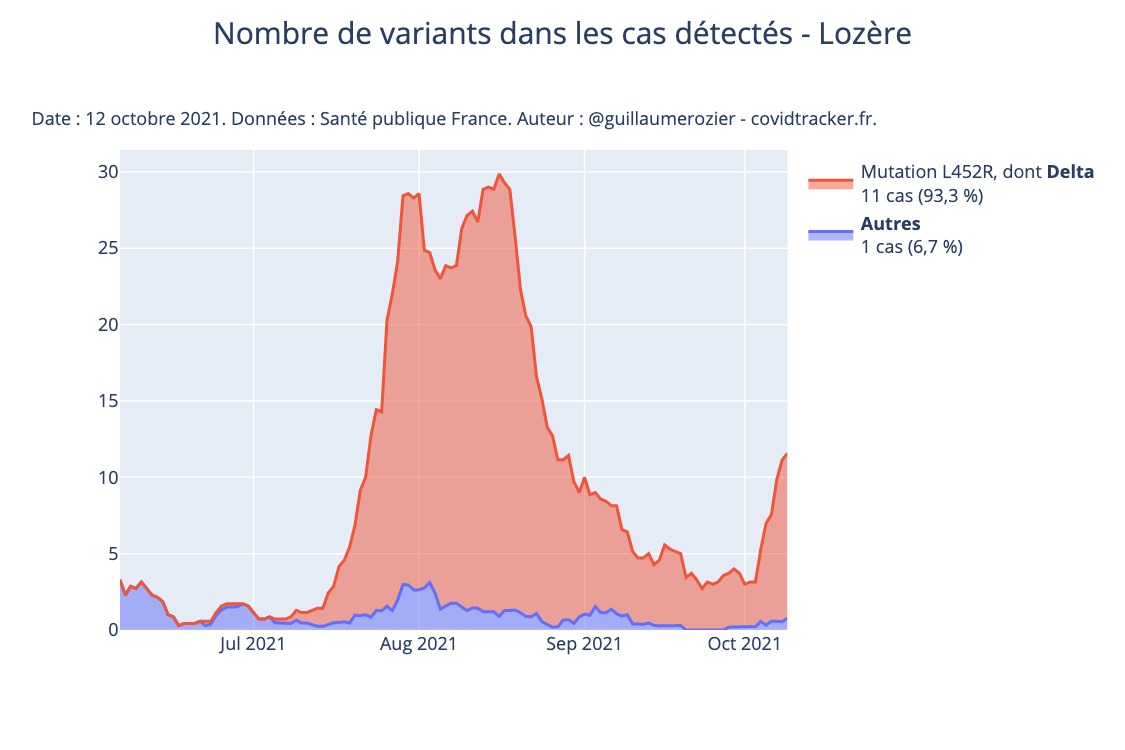 Nombre de variants dans les cas détectés - Lozère
Date : 12 octobre 2021. Données : Santé publique France. Auteur : @guillaumerozier - covidtracker.fr.
30
25
20
15
10
5
0
Jul 2021
Aug 2021
Sep 2021
Oct 2021
Mutation L452R, dont Delta
11 cas (93,3 %)
Autres
1 cas (6,7 %)